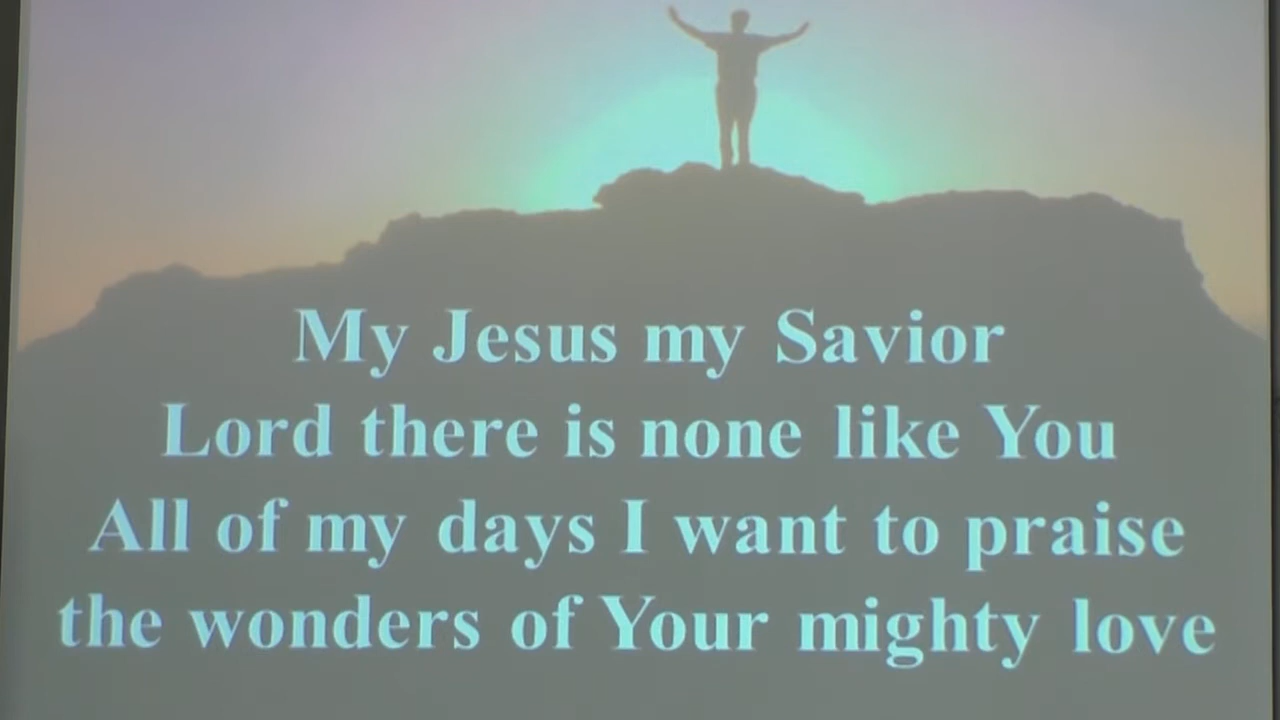 My Jesus my Savior
Lord there is none like You
All of my days I want to praise
the wonders of Your mighty love